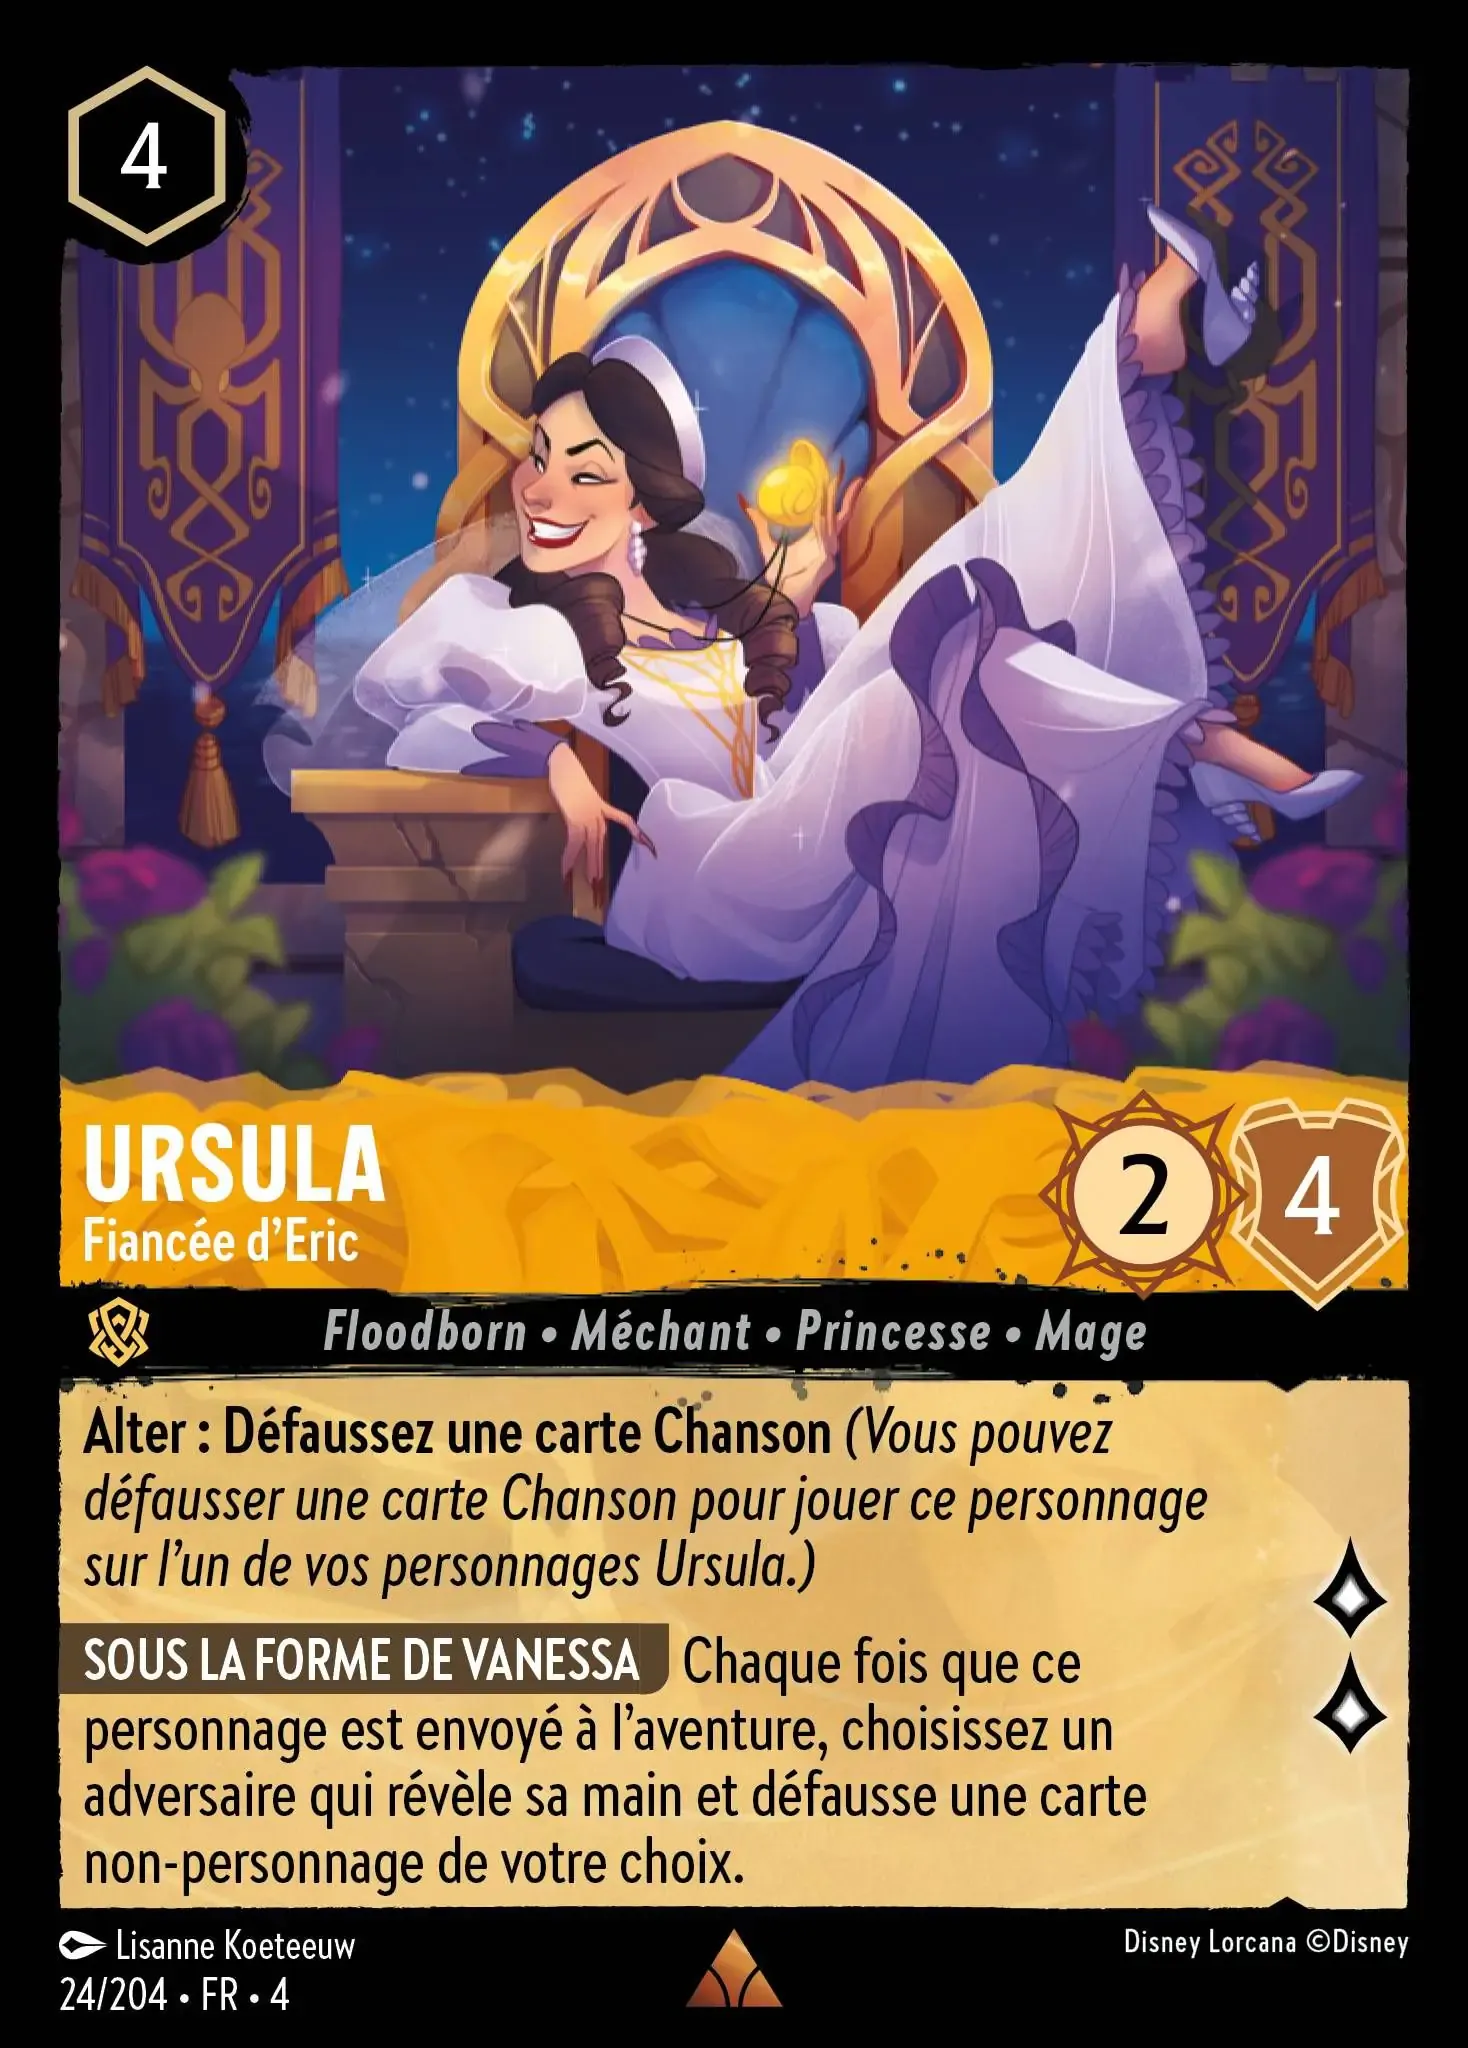 4
URSULA
Fiancée d’Eric
2
4
Floodborn • Méchant • Princesse • Mage
Alter : Défaussez une carte Chanson (Vous pouvez
défausser une carte Chanson pour jouer ce personnage
sur l’un de vos personnages Ursula.)
SOUS LA FORME DE VANESSA Chaque fois que ce
personnage est envoyé à l’aventure, choisissez un
adversaire qui révèle sa main et défausse une carte
non-personnage de votre choix.
Lisanne Koeteeuw
Disney Lorcana ©Disney
24/204 • FR • 4